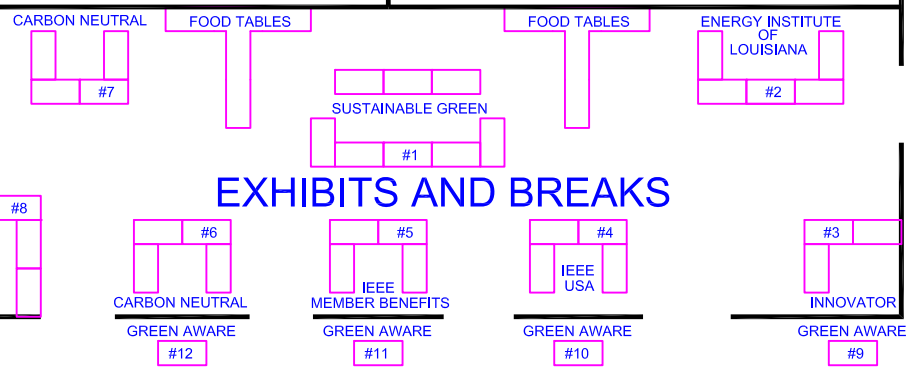 CARBON NEUTRAL
FOOD TABLES
FOOD TABLES
ENERGY INSTITUTE
OF
LOUISIANA
#7
#2
SUSTAINABLE GREEN
#1
EXHIBITS AND BREAKS
#8
#6
#5
#4
#3
IEEE
USA
CARBON NEUTRAL
IEEE
MEMBER BENEFITS
INNOVATOR
GREEN AWARE
GREEN AWARE
GREEN AWARE
GREEN AWARE
#12
#11
#10
#9